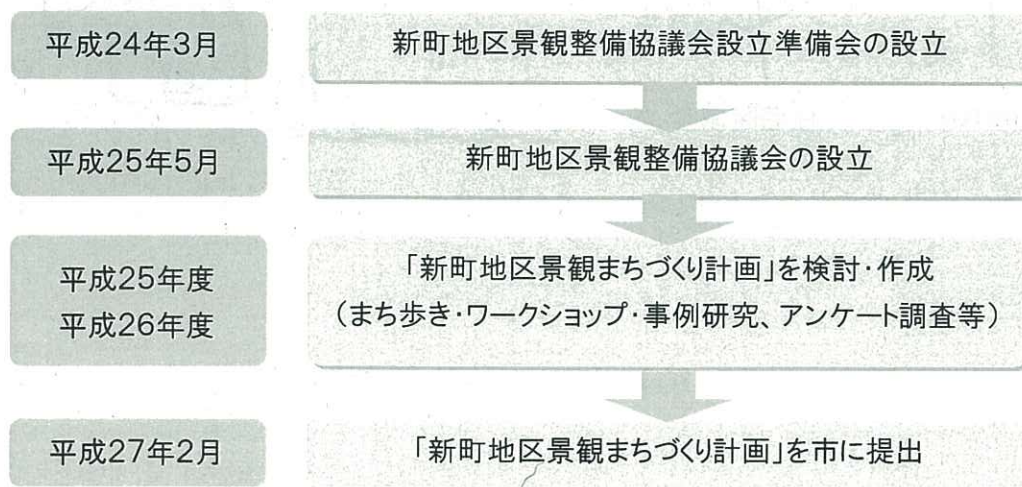 平成24年3月
新町地区景観整備協議会設立準備会の設立
平成25年5月
新町地区景観整備協議会の設立
平成25年度
平成26年度
「新町地区景観まちづくり計画」を検討・作成
(まち歩き・ワークショップ・事例研究、アンケート調査等)
平成27年2月
「新町地区景観まちづくり計画」を市に提出